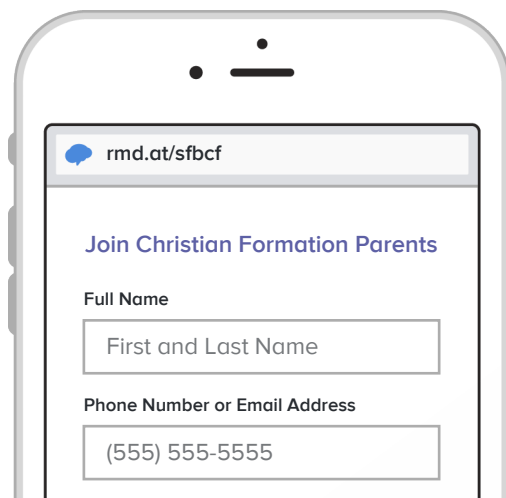 rmd.at/sfbcf
Join Christian Formation Parents
Full Name
First and Last Name
Phone Number or Email Address
(555) 555-5555